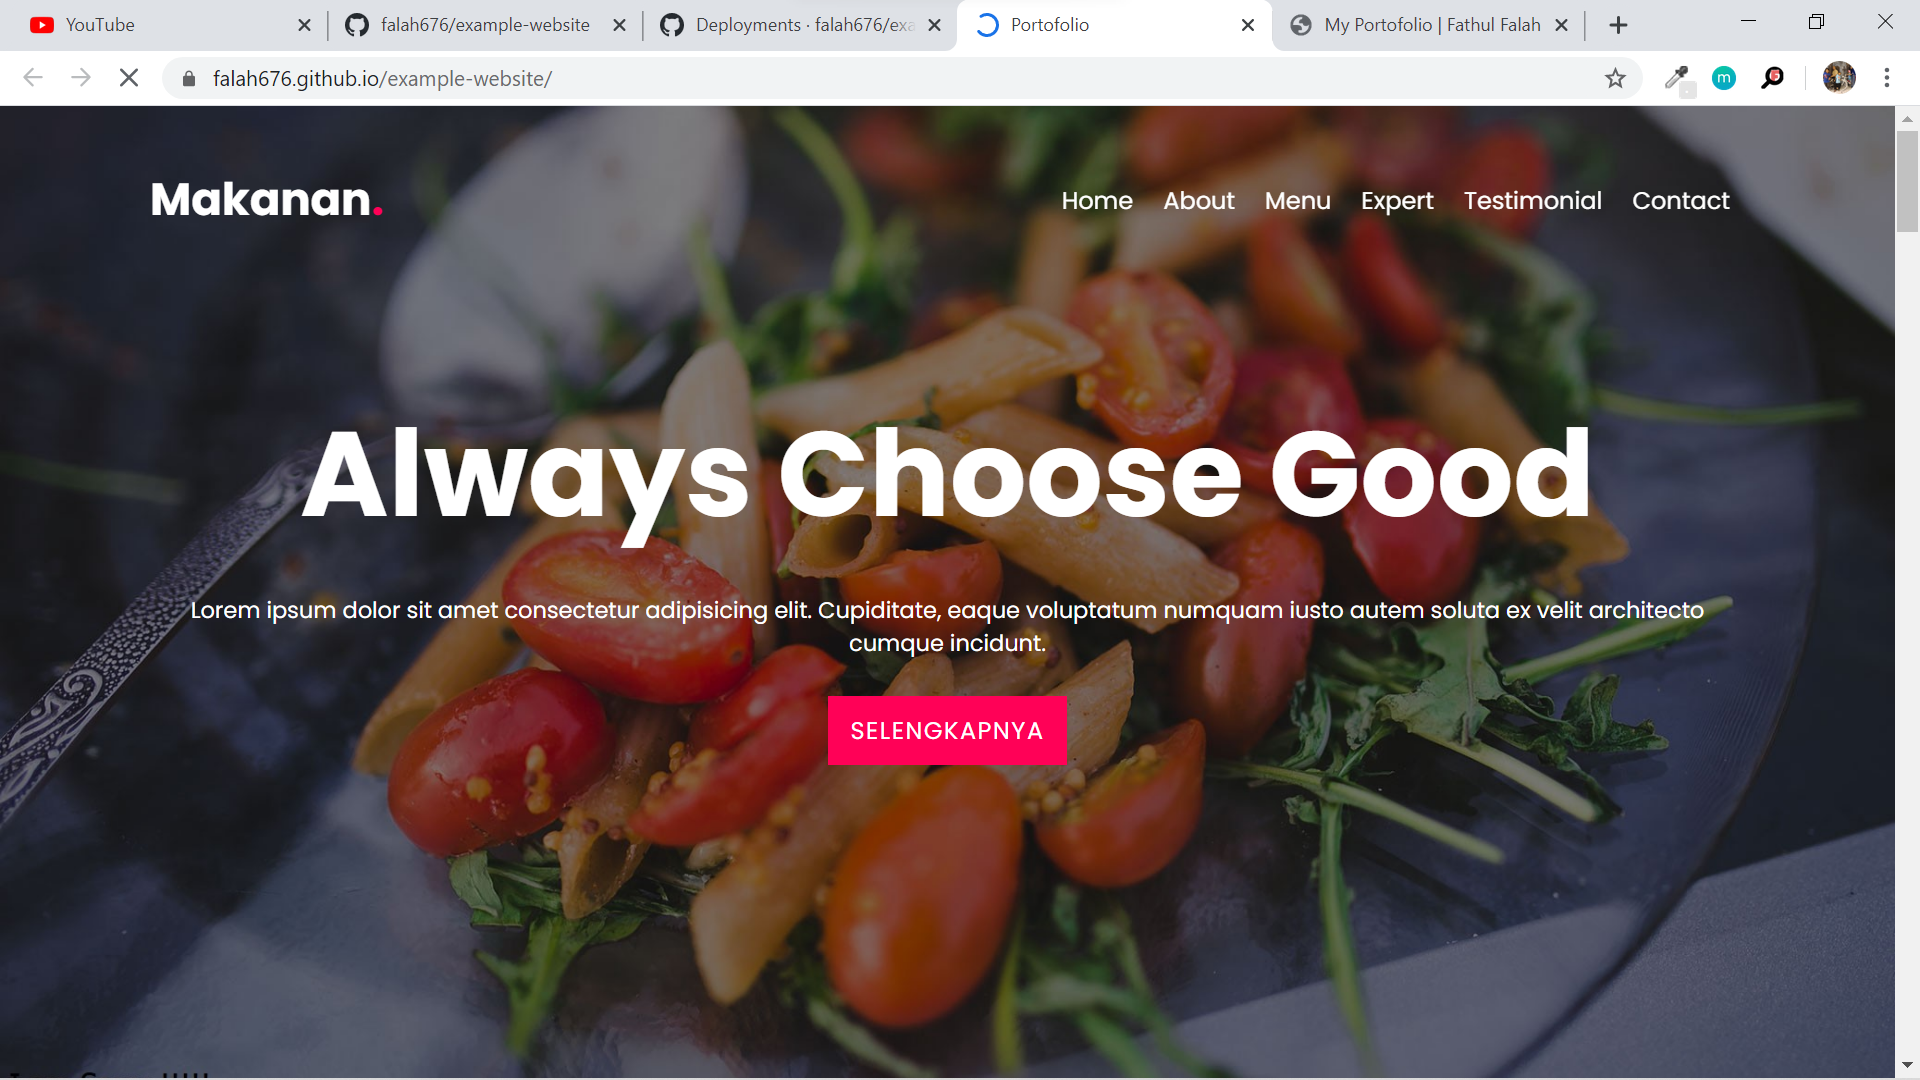 YouTube
falah676/example-website
Deployments · falah676/exa
Portofolio
My Portofolio | Fathul Falah
falah676.github.io/example-website/
m
Makanan.
Home About Menu Expert Testimonial Contact
Always Choose Good
Lorem ipsum dolor sit amet consectetur adipisicing elit. Cupiditate, eaque voluptatum numquam iusto autem soluta ex velit architecto
cumque incidunt.
SELENGKAPNYA